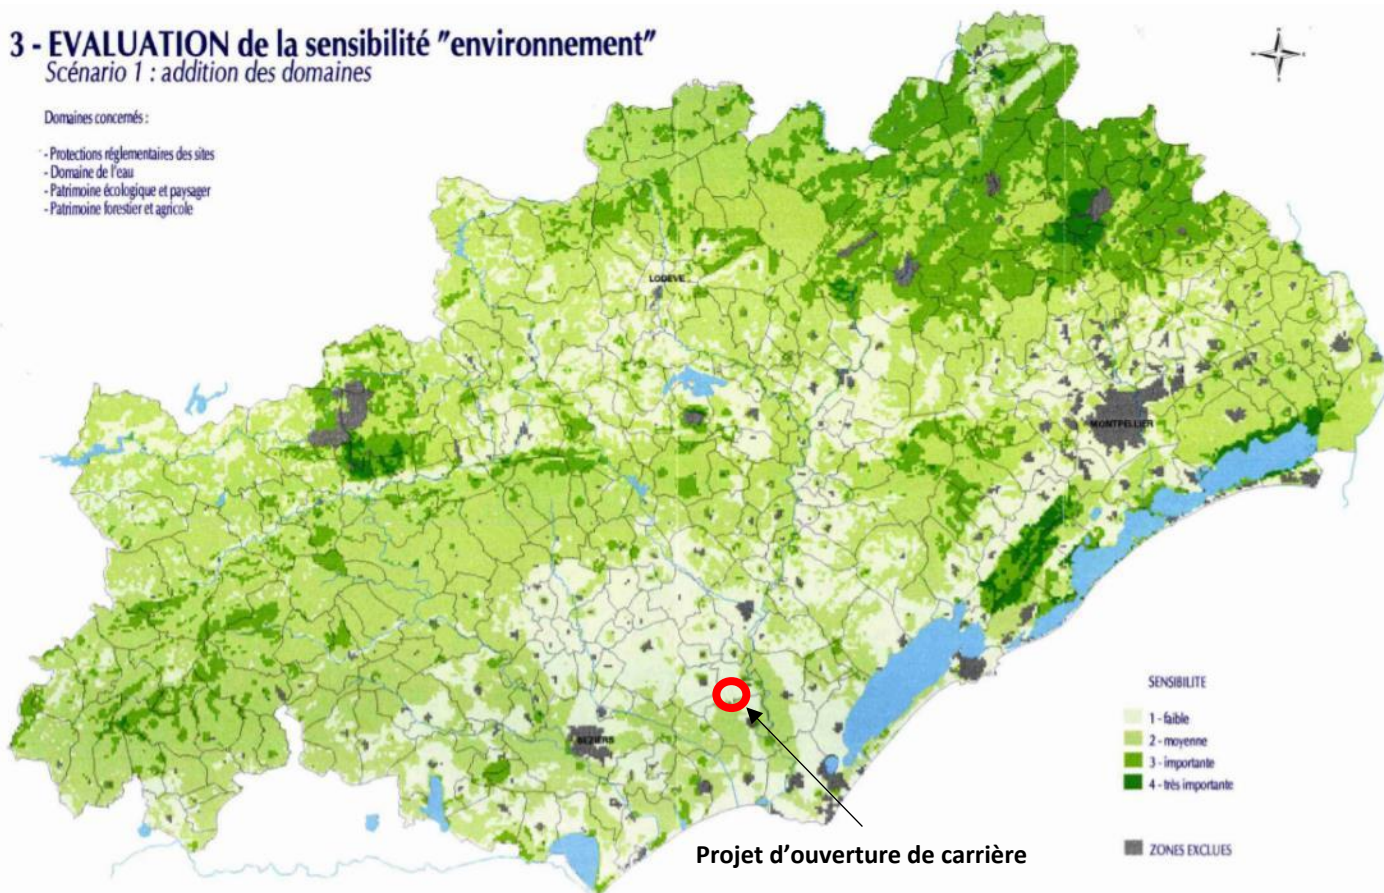 3 - EVALUATION de la sensibilité "environnement"
Scénario 1 : addition des domaines
Domaines concernés :
- Protections réglementaires des sites
- Domaine de l'eau
- Patrimoine écologique et paysager
- Patrimoine forestier et agricole
LODEVE
MONTPELLIER
BEZIERS
SENSIBILITE
1 - faible
2 - moyenne
3 - importante
4 - très importante
Projet d'ouverture de carrière
ZONES EXCLUES